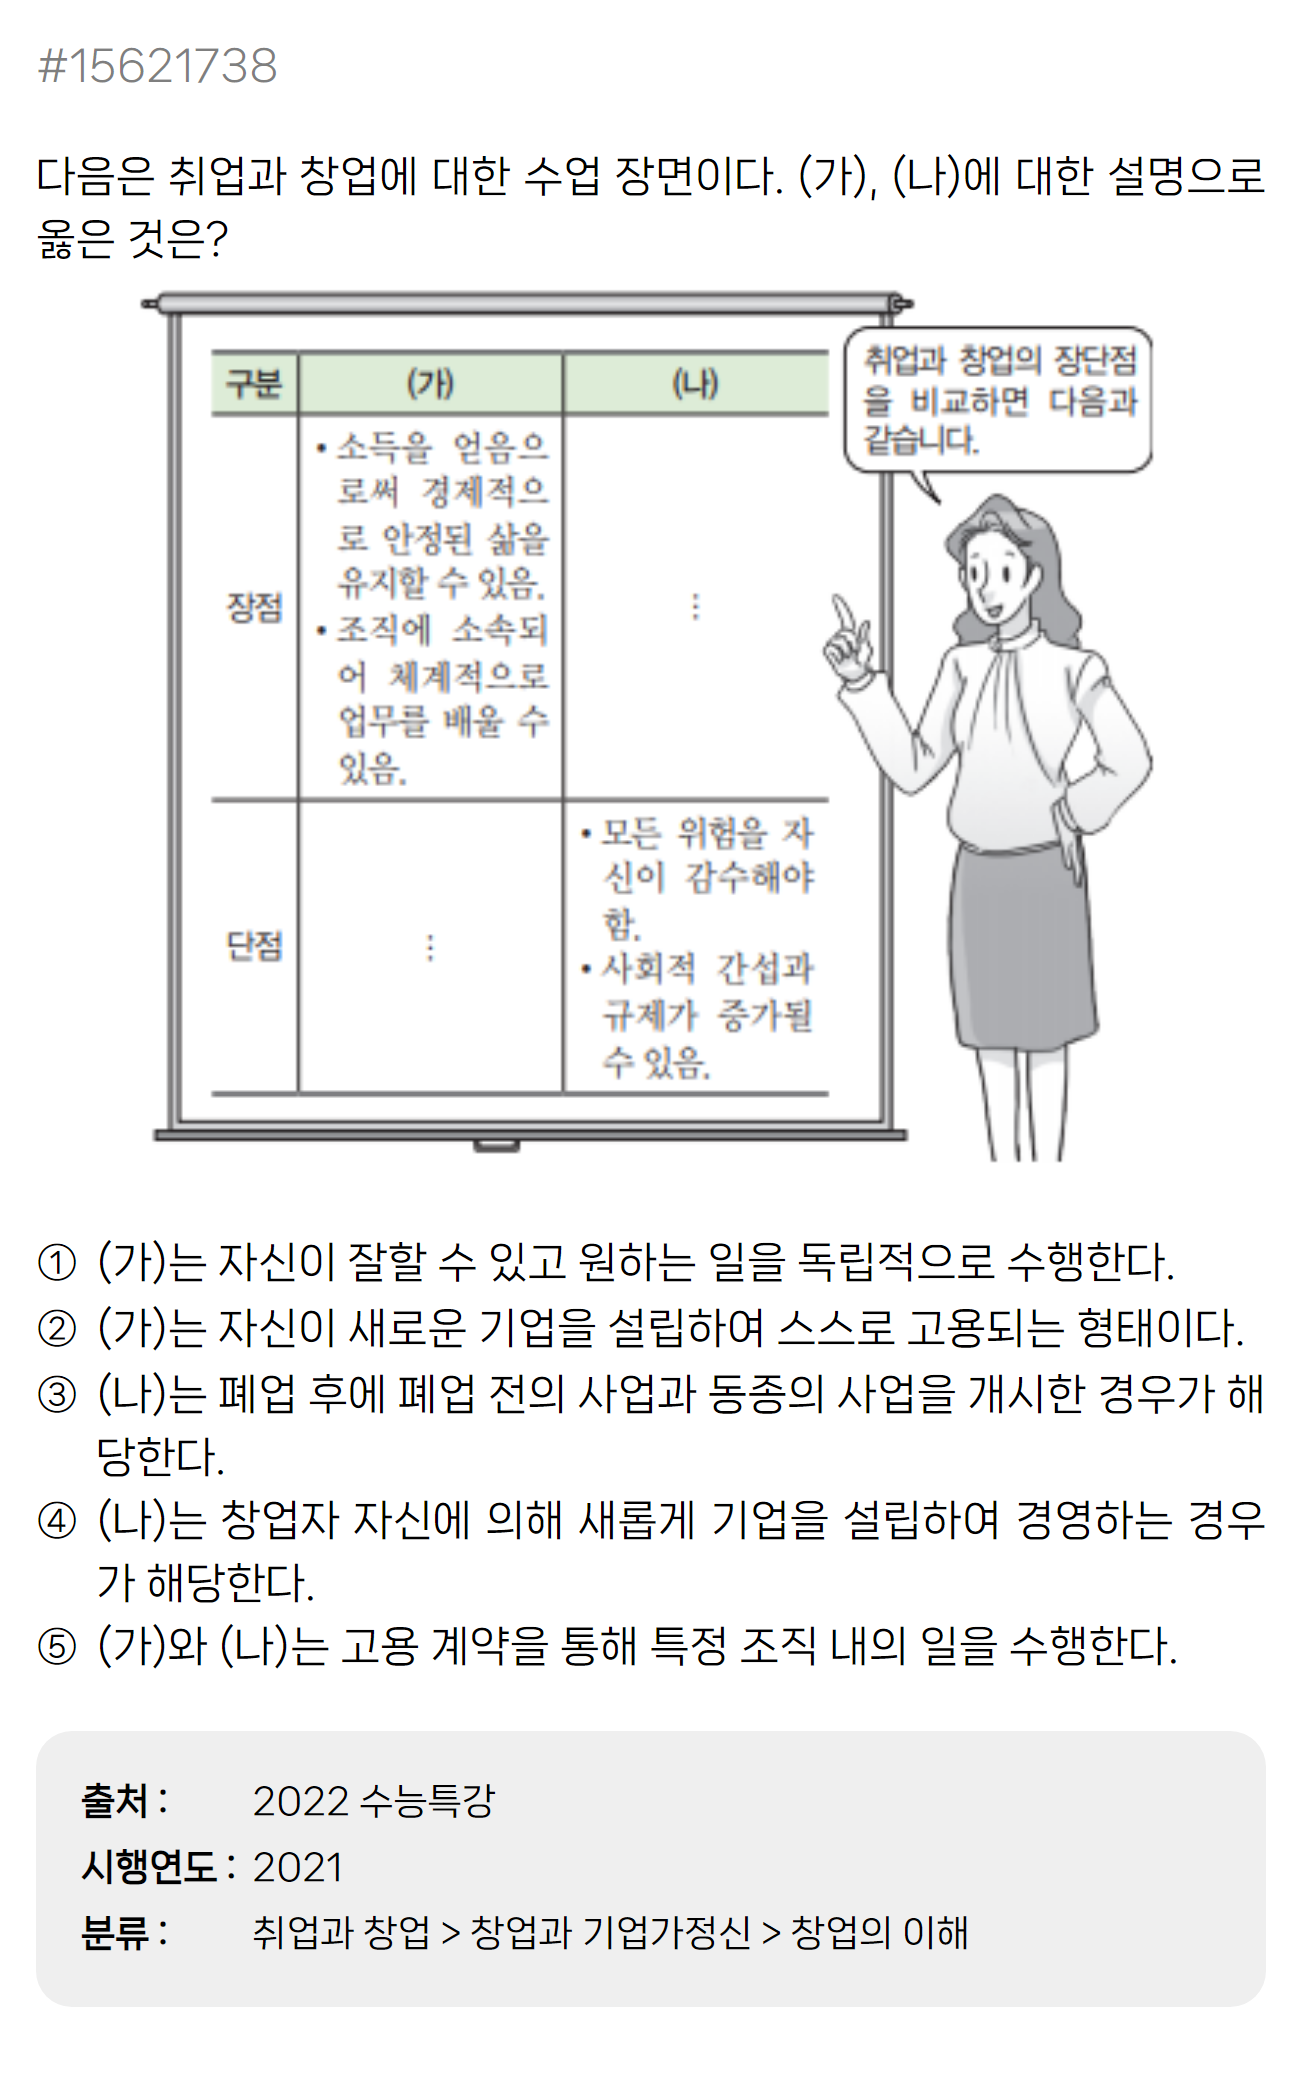 #15621738
다음은 취업과 창업에 대한 수업 장면이다. (가), (나)에 대한 설명으로
옳은 것은?
취업과 창업의 장단점
을 비교하면 다음과
같습니다.
구분 (가) (나)
장점
• 소득을 얻음으
로써 경제적으
로 안정된 삶을
유지할 수 있음.
• 조직에 소속되
어 체계적으로
업무를 배울 수
있음.
⋮
단점
⋮
• 모든 위험을 자
신이 감수해야
함.
• 사회적 간섭과
규제가 증가될
수 있음.
① (가)는 자신이 잘할 수 있고 원하는 일을 독립적으로 수행한다.
② (가)는 자신이 새로운 기업을 설립하여 스스로 고용되는 형태이다.
③ (나)는 폐업 후에 폐업 전의 사업과 동종의 사업을 개시한 경우가 해
당한다.
④ (나)는 창업자 자신에 의해 새롭게 기업을 설립하여 경영하는 경우
가 해당한다.
⑤ (가)와 (나)는 고용 계약을 통해 특정 조직 내의 일을 수행한다.
출처 : 2022 수능특강
시행연도 : 2021
분류 : 취업과 창업 > 창업과 기업가정신 > 창업의 이해